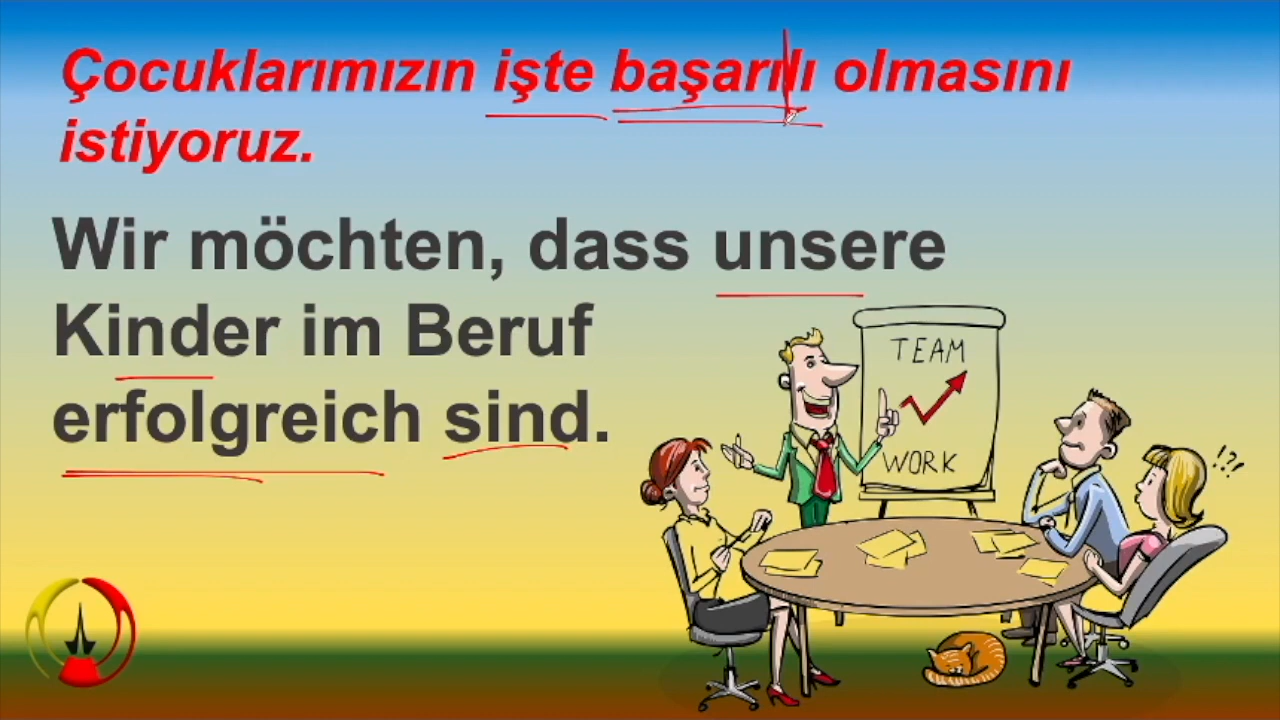 Çocuklarımızın işte başarılı olmasını
istiyoruz.
Wir möchten, dass unsere
Kinder im Beruf
erfolgreich sind.
TEAM
WORK
!?!